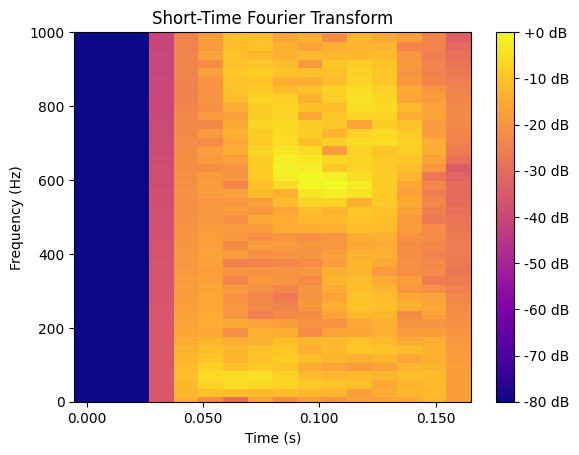 Short-Time Fourier Transform
1000
800
600
400
200
0
Frequency (Hz)
0.000
0.050
0.100
0.150
Time (s)
+0 dB
-10 dB
-20 dB
-30 dB
-40 dB
-50 dB
-60 dB
-70 dB
-80 dB